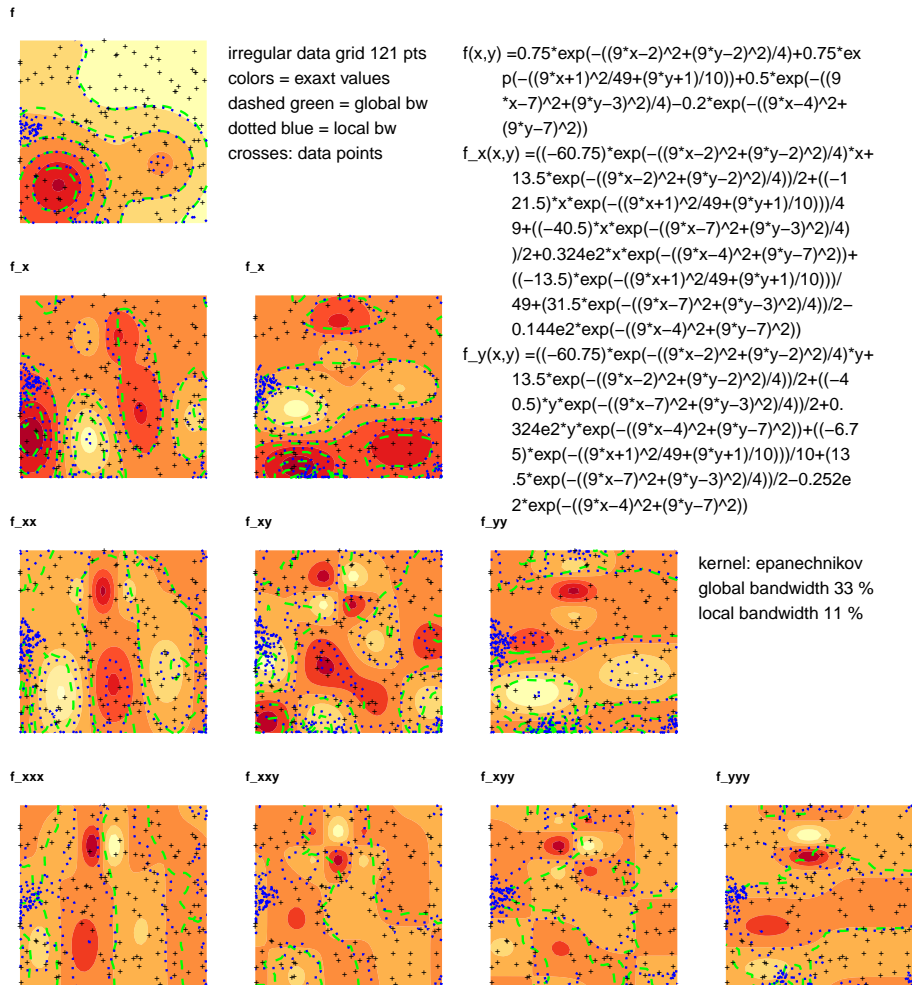 f
irregular data grid 121 pts
colors = exaxt values
dashed green = global bw
dotted blue = local bw
crosses: data points
f(x,y) =0.75*exp(−((9*x−2)^2+(9*y−2)^2)/4)+0.75*ex
p(−((9*x+1)^2/49+(9*y+1)/10))+0.5*exp(−((9
*x−7)^2+(9*y−3)^2)/4)−0.2*exp(−((9*x−4)^2+
(9*y−7)^2))
f_x(x,y) =((−60.75)*exp(−((9*x−2)^2+(9*y−2)^2)/4)*x+
13.5*exp(−((9*x−2)^2+(9*y−2)^2)/4))/2+((−1
21.5)*x*exp(−((9*x+1)^2/49+(9*y+1)/10)))/4
9+((−40.5)*x*exp(−((9*x−7)^2+(9*y−3)^2)/4)
)/2+0.324e2*x*exp(−((9*x−4)^2+(9*y−7)^2))+
((−13.5)*exp(−((9*x+1)^2/49+(9*y+1)/10)))/
49+(31.5*exp(−((9*x−7)^2+(9*y−3)^2)/4))/2−
0.144e2*exp(−((9*x−4)^2+(9*y−7)^2))
f_y(x,y) =((−60.75)*exp(−((9*x−2)^2+(9*y−2)^2)/4)*y+
13.5*exp(−((9*x−2)^2+(9*y−2)^2)/4))/2+((−4
0.5)*y*exp(−((9*x−7)^2+(9*y−3)^2)/4))/2+0.
324e2*y*exp(−((9*x−4)^2+(9*y−7)^2))+((−6.7
5)*exp(−((9*x+1)^2/49+(9*y+1)/10)))/10+(13
.5*exp(−((9*x−7)^2+(9*y−3)^2)/4))/2−0.252e
2*exp(−((9*x−4)^2+(9*y−7)^2))
f_x
f_x
f_xx
f_xy
f_yy
kernel: epanechnikov
global bandwidth 33 %
local bandwidth 11 %
f_xxx
f_xxy
f_xyy
f_yyy